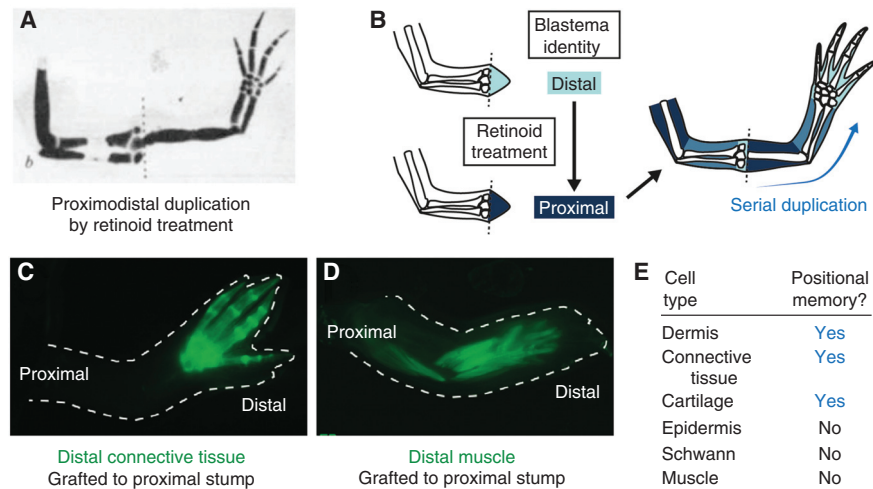 A
b
Proximodistal duplication
by retinoid treatment
B
Blastema
identity
Distal
Retinoid
treatment
Proximal
Serial duplication
C
Proximal
Distal
Distal connective tissue
Grafted to proximal stump
D
Proximal
Distal
Distal muscle
Grafted to proximal stump
E
Cell
type
Positional
memory?
Dermis Yes
Connective
tissue Yes
Cartilage Yes
Epidermis No
Schwann No
Muscle No